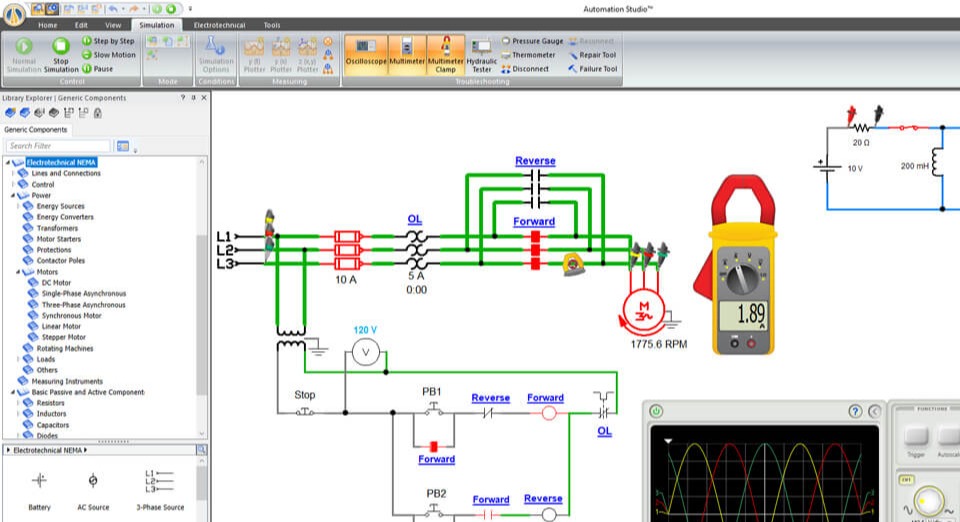 Automation Studio™
Home Edit View Simulation Electrotechnical Tools
Normal Simulation
Stop Simulation
Step by Step
Slow Motion
Pause
Control
Mode
Simulation Options
Conditions
y (t) Plotter
y (x) Plotter
z (x,y) Plotter
Measuring
Oscilloscope
Multimeter
Multimeter Clamp
Hydraulic Tester
Pressure Gauge
Thermometer
Disconnect
Reconnect
Repair Tool
Failure Tool
Troubleshooting
Library Explorer | Generic Components
Generic Components
Search Filter
Electrotechnical NEMA
Lines and Connections
Control
Power
Energy Sources
Energy Converters
Transformers
Motor Starters
Protections
Contactor Poles
Motors
DC Motor
Single-Phase Asynchronous
Three-Phase Asynchronous
Synchronous Motor
Linear Motor
Stepper Motor
Rotating Machines
Loads
Others
Measuring Instruments
Basic Passive and Active Component
Resistors
Inductors
Capacitors
Diodes
Electrotechnical NEMA
Battery
AC Source
L1
L2
L3
3-Phase Source
Reverse
OL
Forward
L1
L2
L3
10 A
5 A
0:00
M
3~
1775.6 RPM
120 V
V
Stop
PB1
Reverse
Forward
OL
Forward
PB2
Forward
Reverse
20 Ω
10 V
200 mH
1.89
A
FUNCTIONS
Trigger
Autoscale
CH1